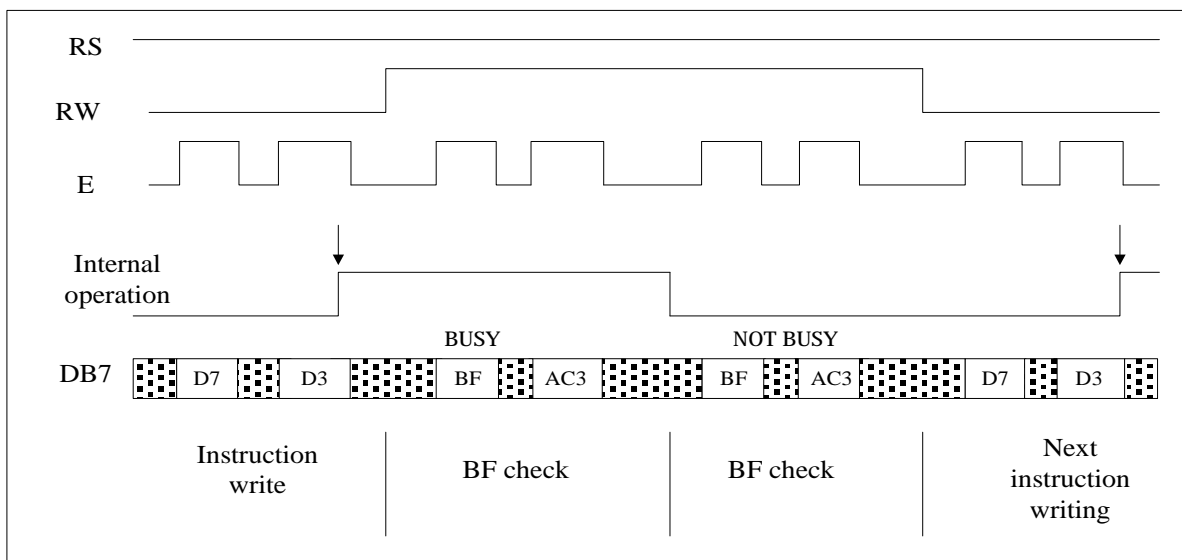 RS
RW
E
Internal
operation
BUSY NOT BUSY
DB7 D7 D3 BF AC3 BF AC3 D7 D3
Instruction
write
BF check
BF check
Next
instruction
writing